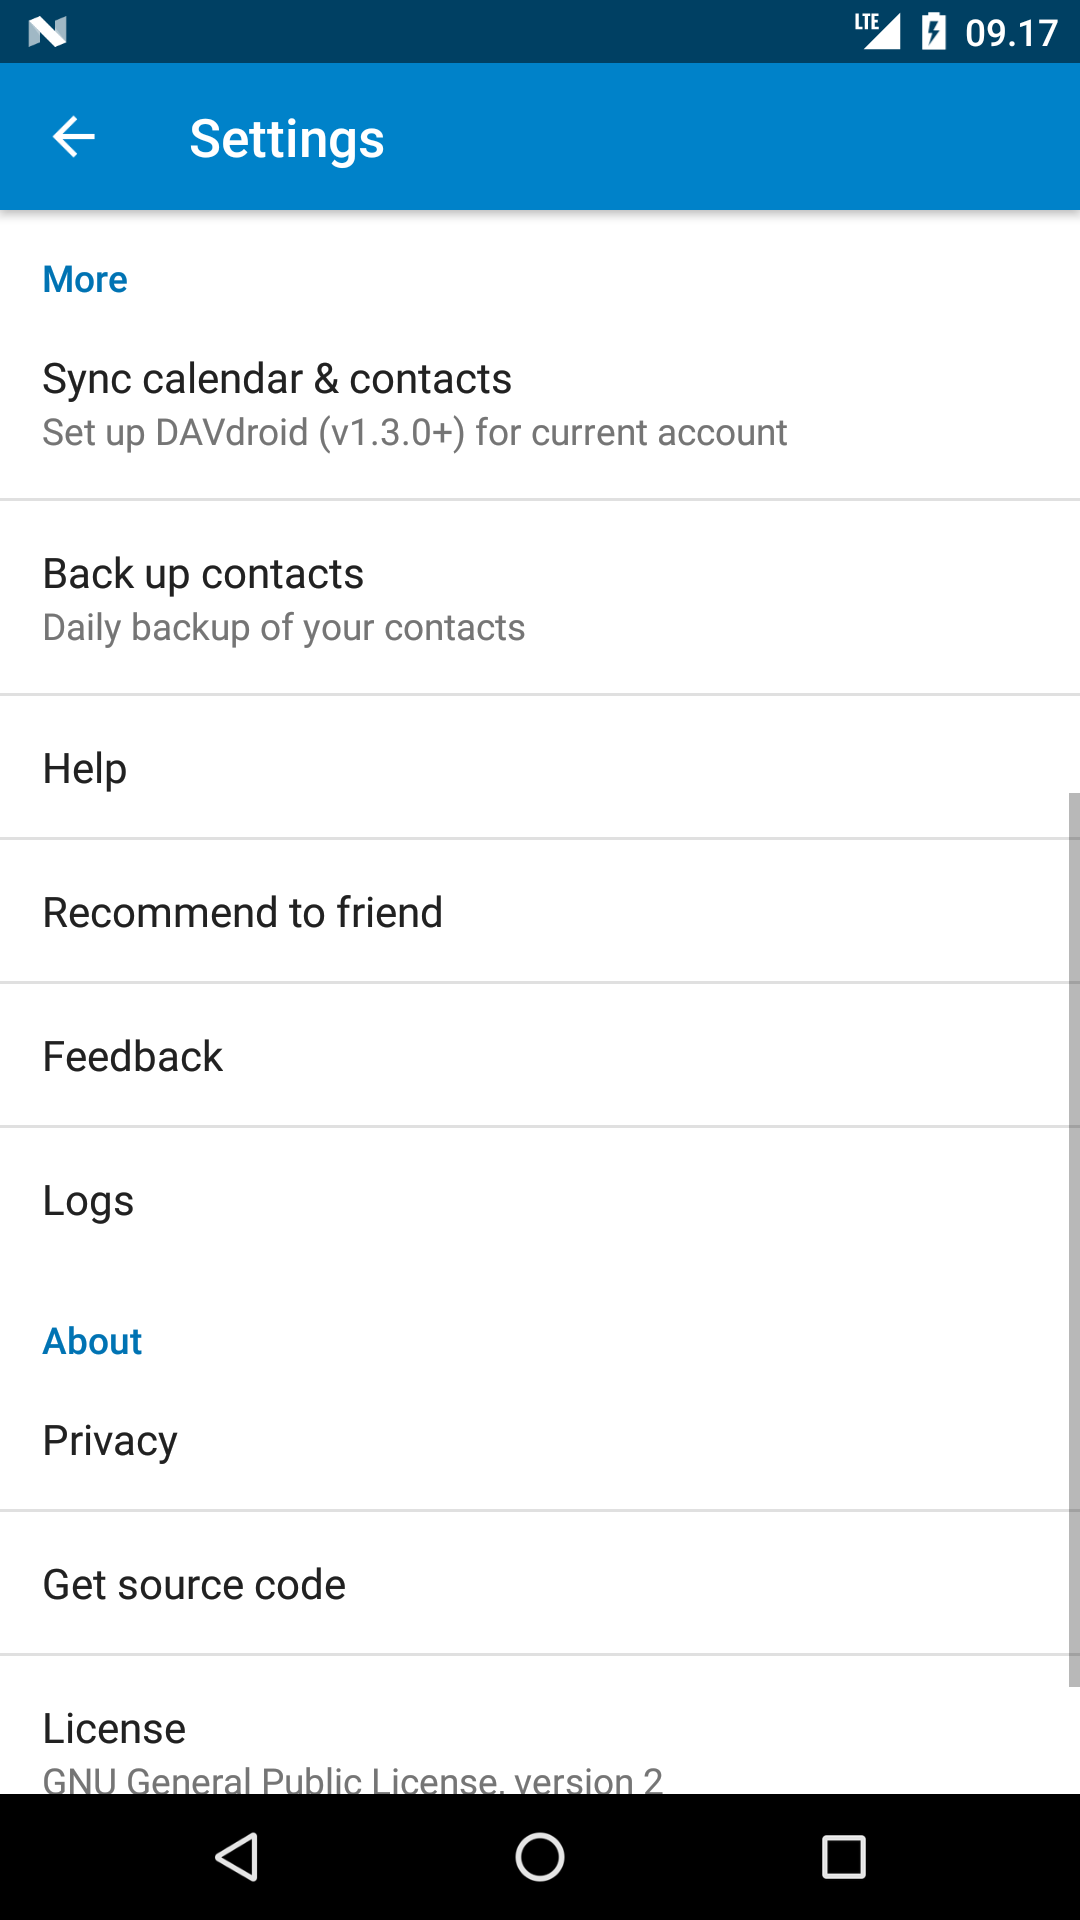 LTE 09.17
Settings
More
Sync calendar & contacts
Set up DAVdroid (v1.3.0+) for current account
Back up contacts
Daily backup of your contacts
Help
Recommend to friend
Feedback
Logs
About
Privacy
Get source code
License
GNU General Public License, version 2